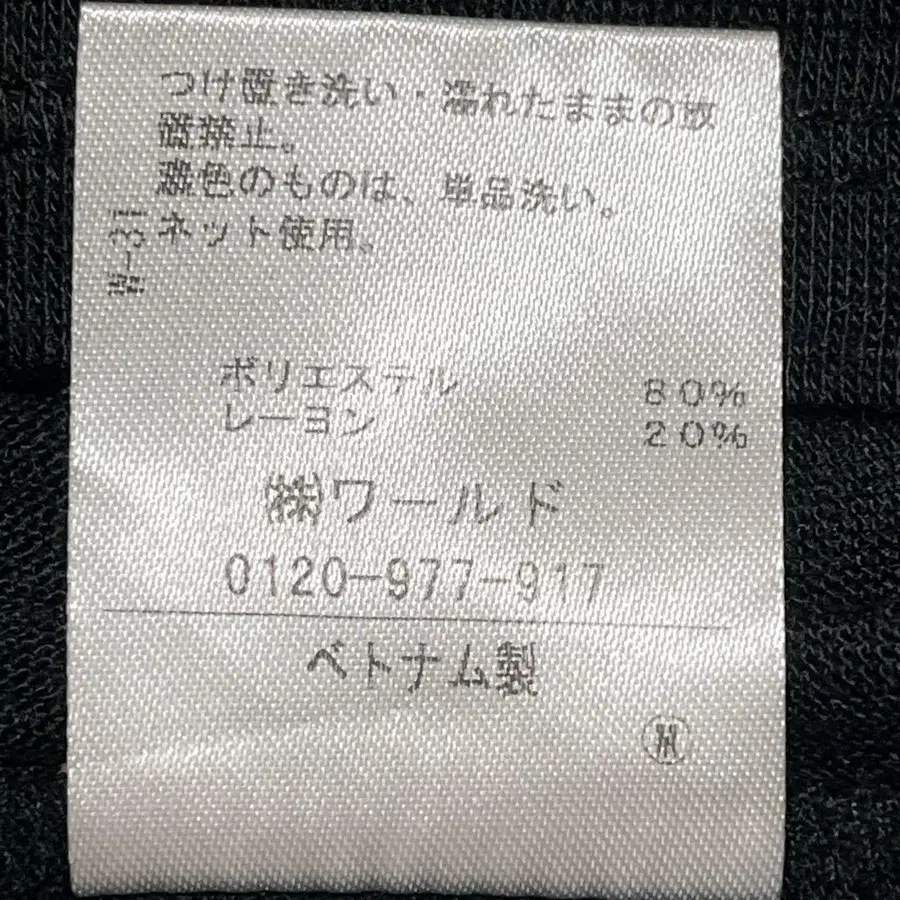 つけ置き洗い・濡れたままの放
置禁止。
濃色のものは、単品洗い。
ネット使用。
W-31
ポリエステル 80%
レーヨン 20%
㈱ワールド
0120-977-917
ベトナム製